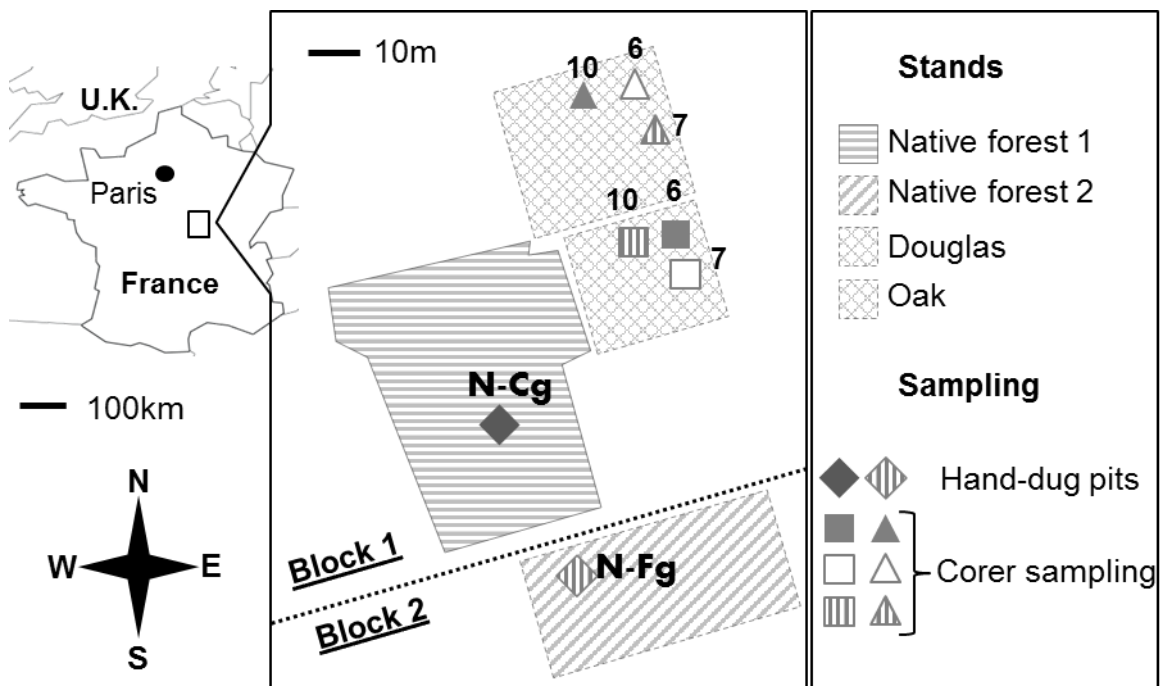 U.K.
Paris
France
100km
N
W
E
S
10m
10
6
7
10
6
7
N-Cg
Block 1
Block 2
N-Fg
Stands
Native forest 1
Native forest 2
Douglas
Oak
Sampling
Hand-dug pits
Corer sampling